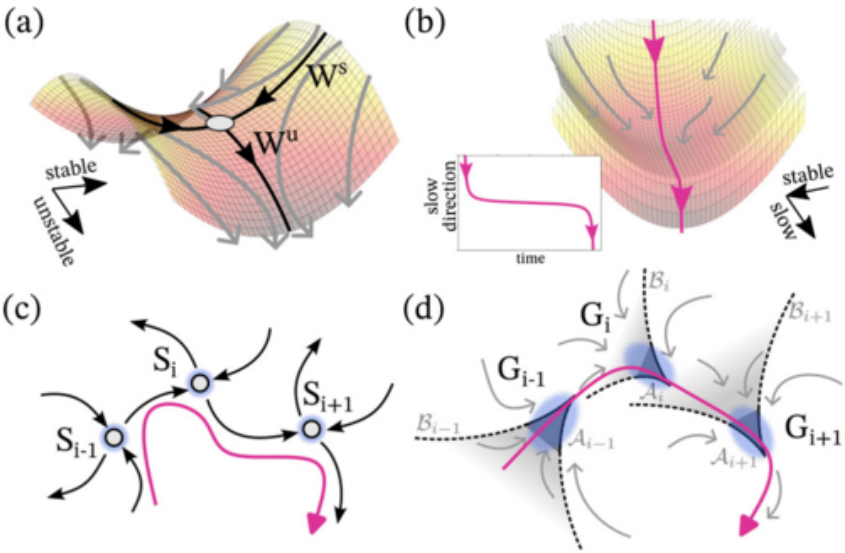 (a)
W^s
W^u
stable
unstable
(b)
slow
direction
time
stable
slow
(c)
S_i
S_{i+1}
S_{i-1}
(d)
B_i
B_{i+1}
G_i
G_{i-1}
A_i
B_{i-1}
A_{i-1}
G_{i+1}
A_{i+1}